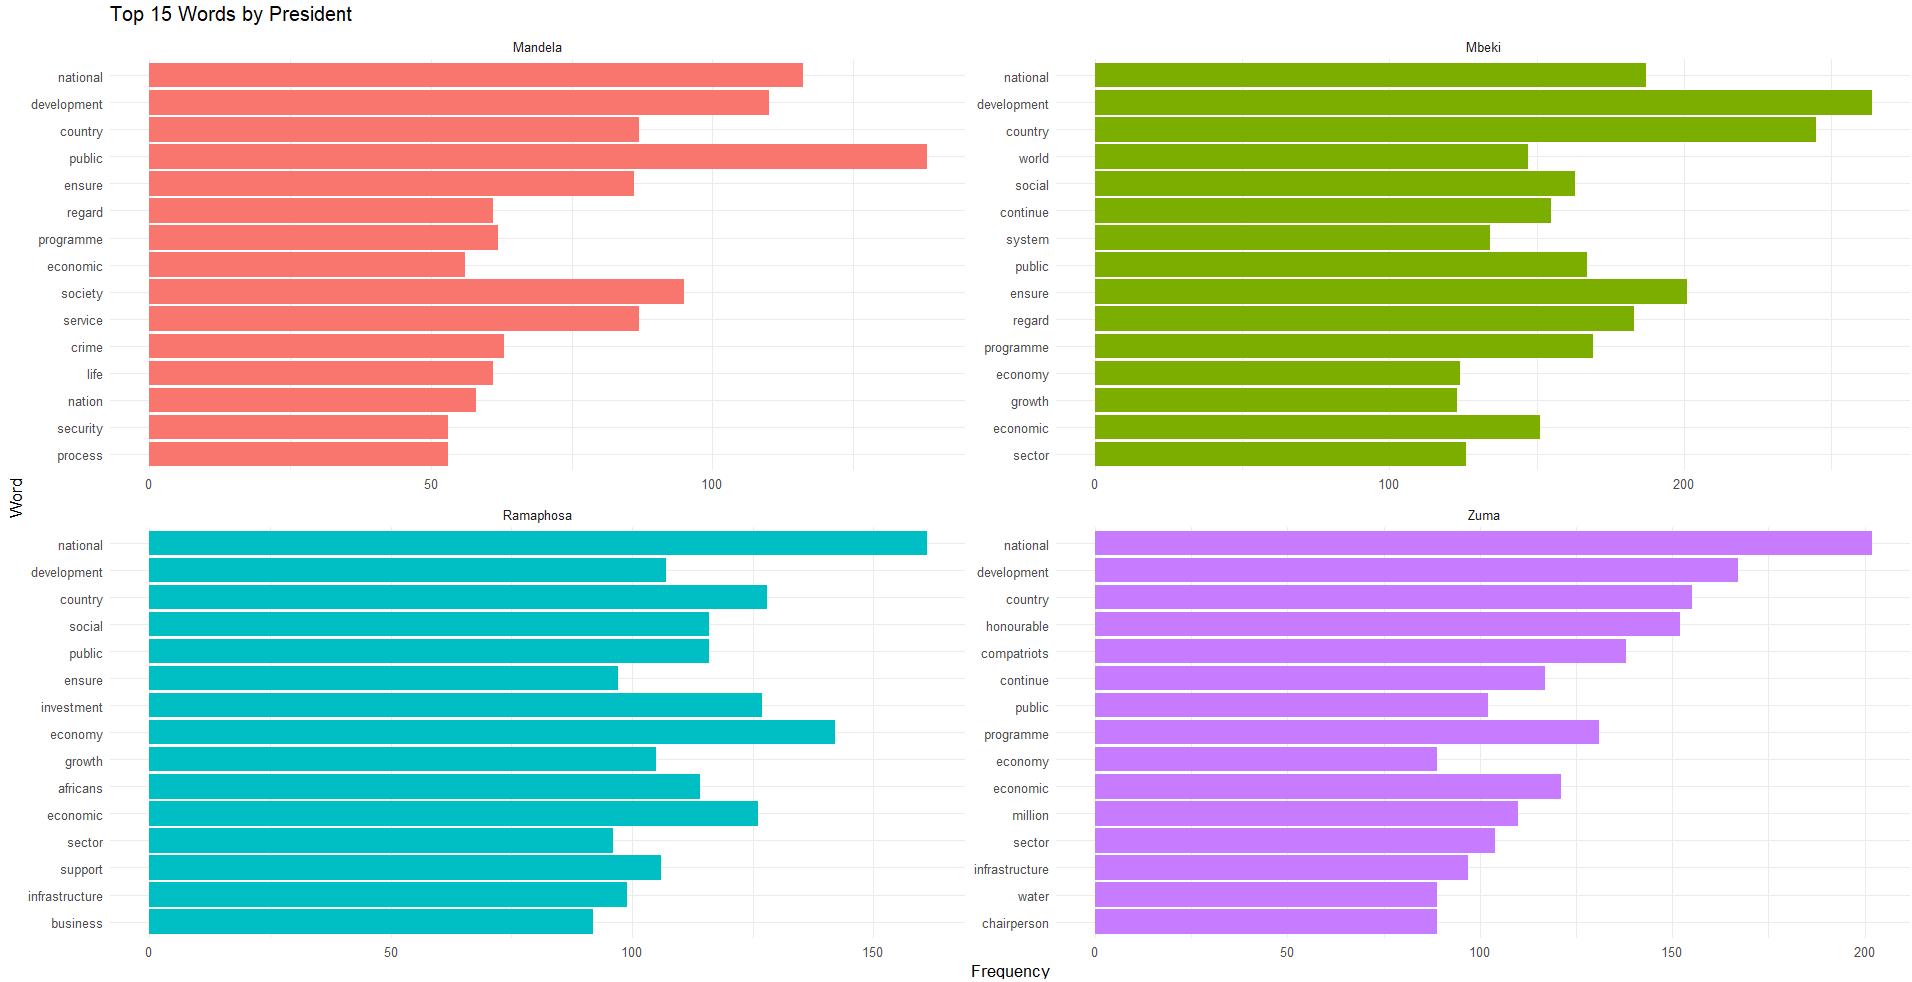 Top 15 Words by President
Mandela
national
development
country
public
ensure
regard
programme
economic
society
service
crime
life
nation
security
process
0 50 100
Mbeki
national
development
country
world
social
continue
system
public
ensure
regard
programme
economy
growth
economic
sector
0 100 200
Word
Ramaphosa
national
development
country
social
public
ensure
investment
economy
growth
africans
economic
sector
support
infrastructure
business
0 50 100 150
Zuma
national
development
country
honourable
compatriots
continue
public
programme
economy
economic
million
sector
infrastructure
water
chairperson
0 50 100 150 200
Frequency